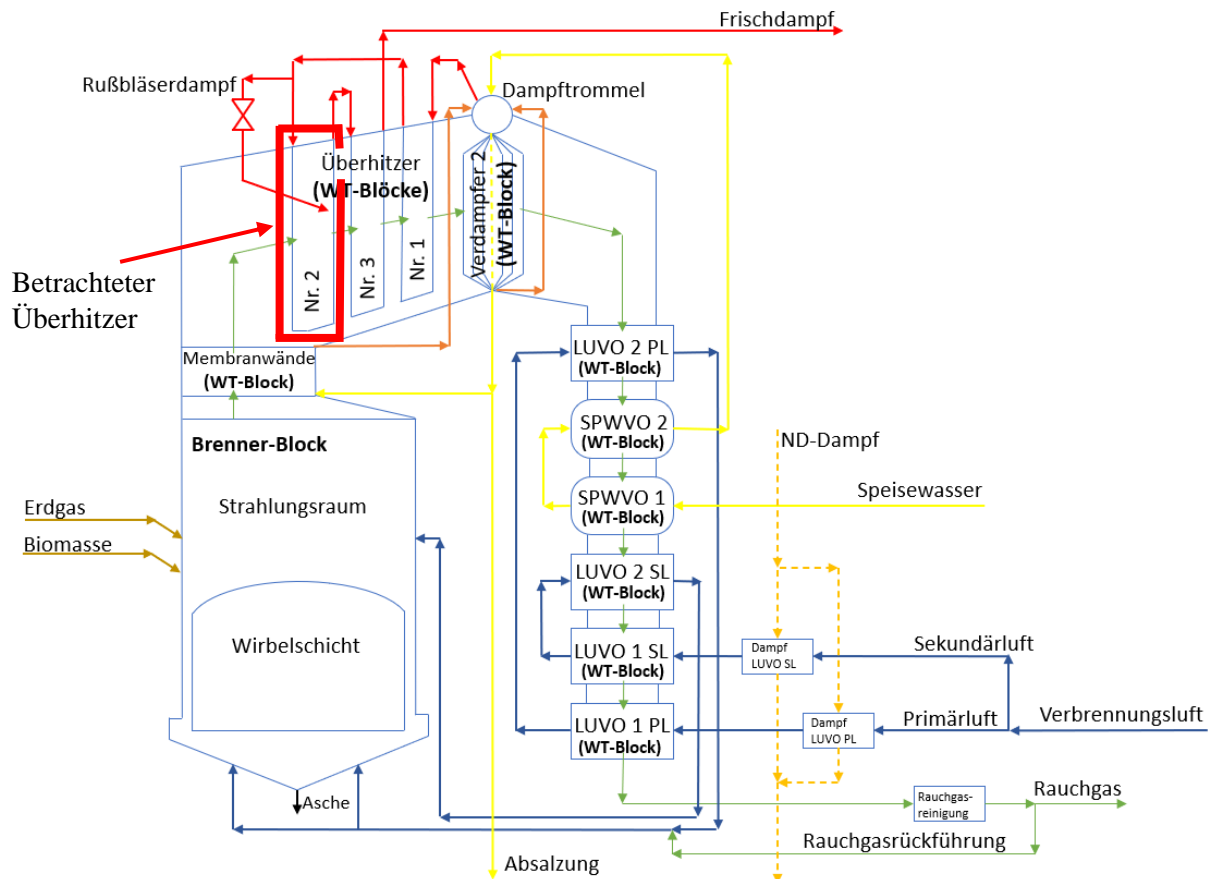 Frischdampf
Rußbläserdampf
Dampftrommel
Überhitzer
(WT-Blöcke)
Verdampfer 2
(WT-Block)
Nr. 2
Nr. 3
Nr. 1
Betrachteter
Überhitzer
Membranwände
(WT-Block)
LUVO 2 PL
(WT-Block)
Brenner-Block
SPWVO 2
(WT-Block)
ND-Dampf
Strahlungsraum
SPWVO 1
(WT-Block)
Speisewasser
Erdgas
Biomasse
LUVO 2 SL
(WT-Block)
Wirbelschicht
LUVO 1 SL
(WT-Block)
Dampf
LUVO SL
Sekundärluft
LUVO 1 PL
(WT-Block)
Dampf
LUVO PL
Primärluft
Verbrennungsluft
Asche
Rauchgas-
reinigung
Rauchgas
Rauchgasrückführung
Absalzung